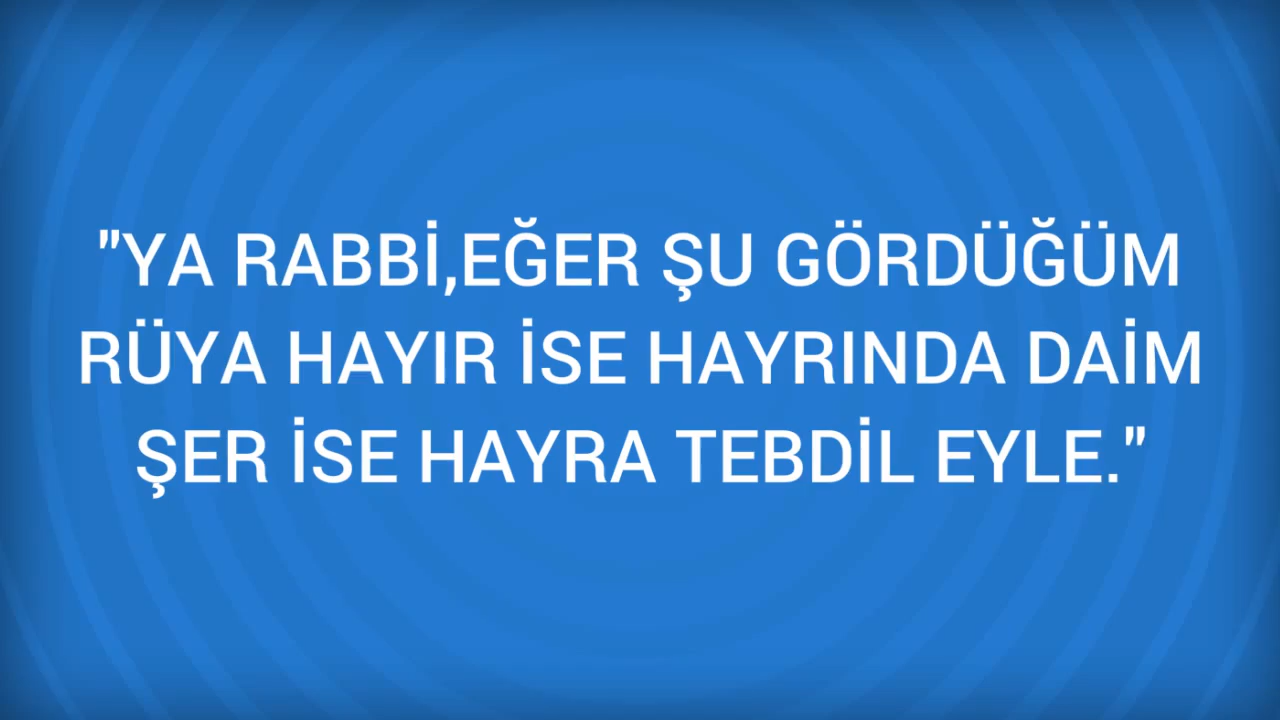 "YA RABBİ,EĞER ŞU GÖRDÜĞÜM
RÜYA HAYIR İSE HAYRINDA DAİM
ŞER İSE HAYRA TEBDİL EYLE."